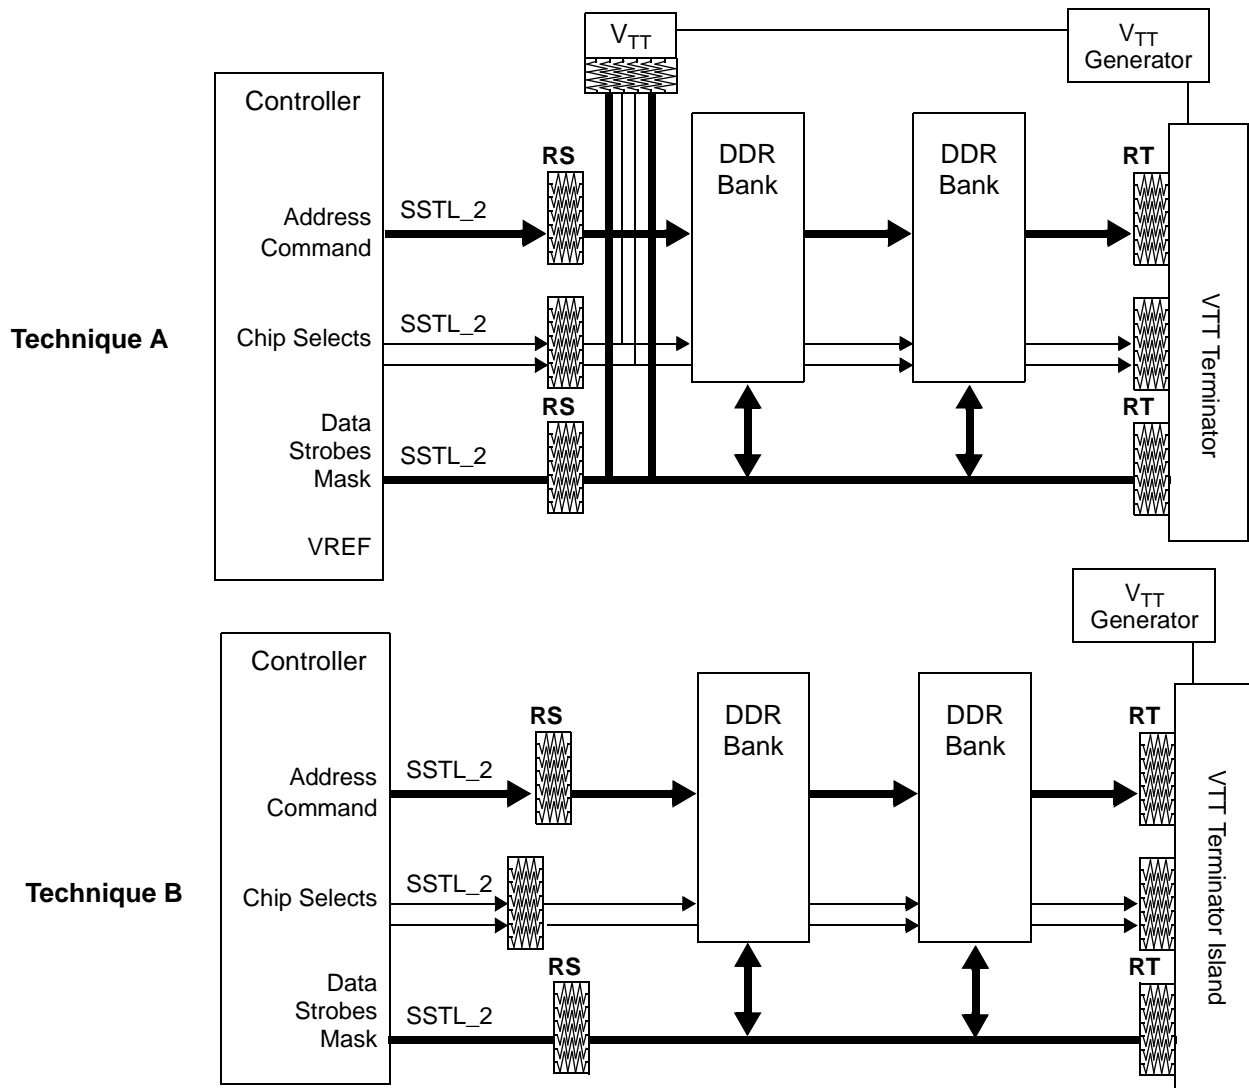 VTT
VTT
Generator
Controller
DDR
Bank
DDR
Bank
RS
RT
SSTL_2
Address
Command
Technique A
SSTL_2
Chip Selects
RS
RT
Data
Strobes
Mask
SSTL_2
VREF
VTT Terminator
VTT
Generator
Controller
DDR
Bank
DDR
Bank
RS
RT
SSTL_2
Address
Command
Technique B
SSTL_2
Chip Selects
RS
RT
Data
Strobes
Mask
SSTL_2
VTT Terminator Island